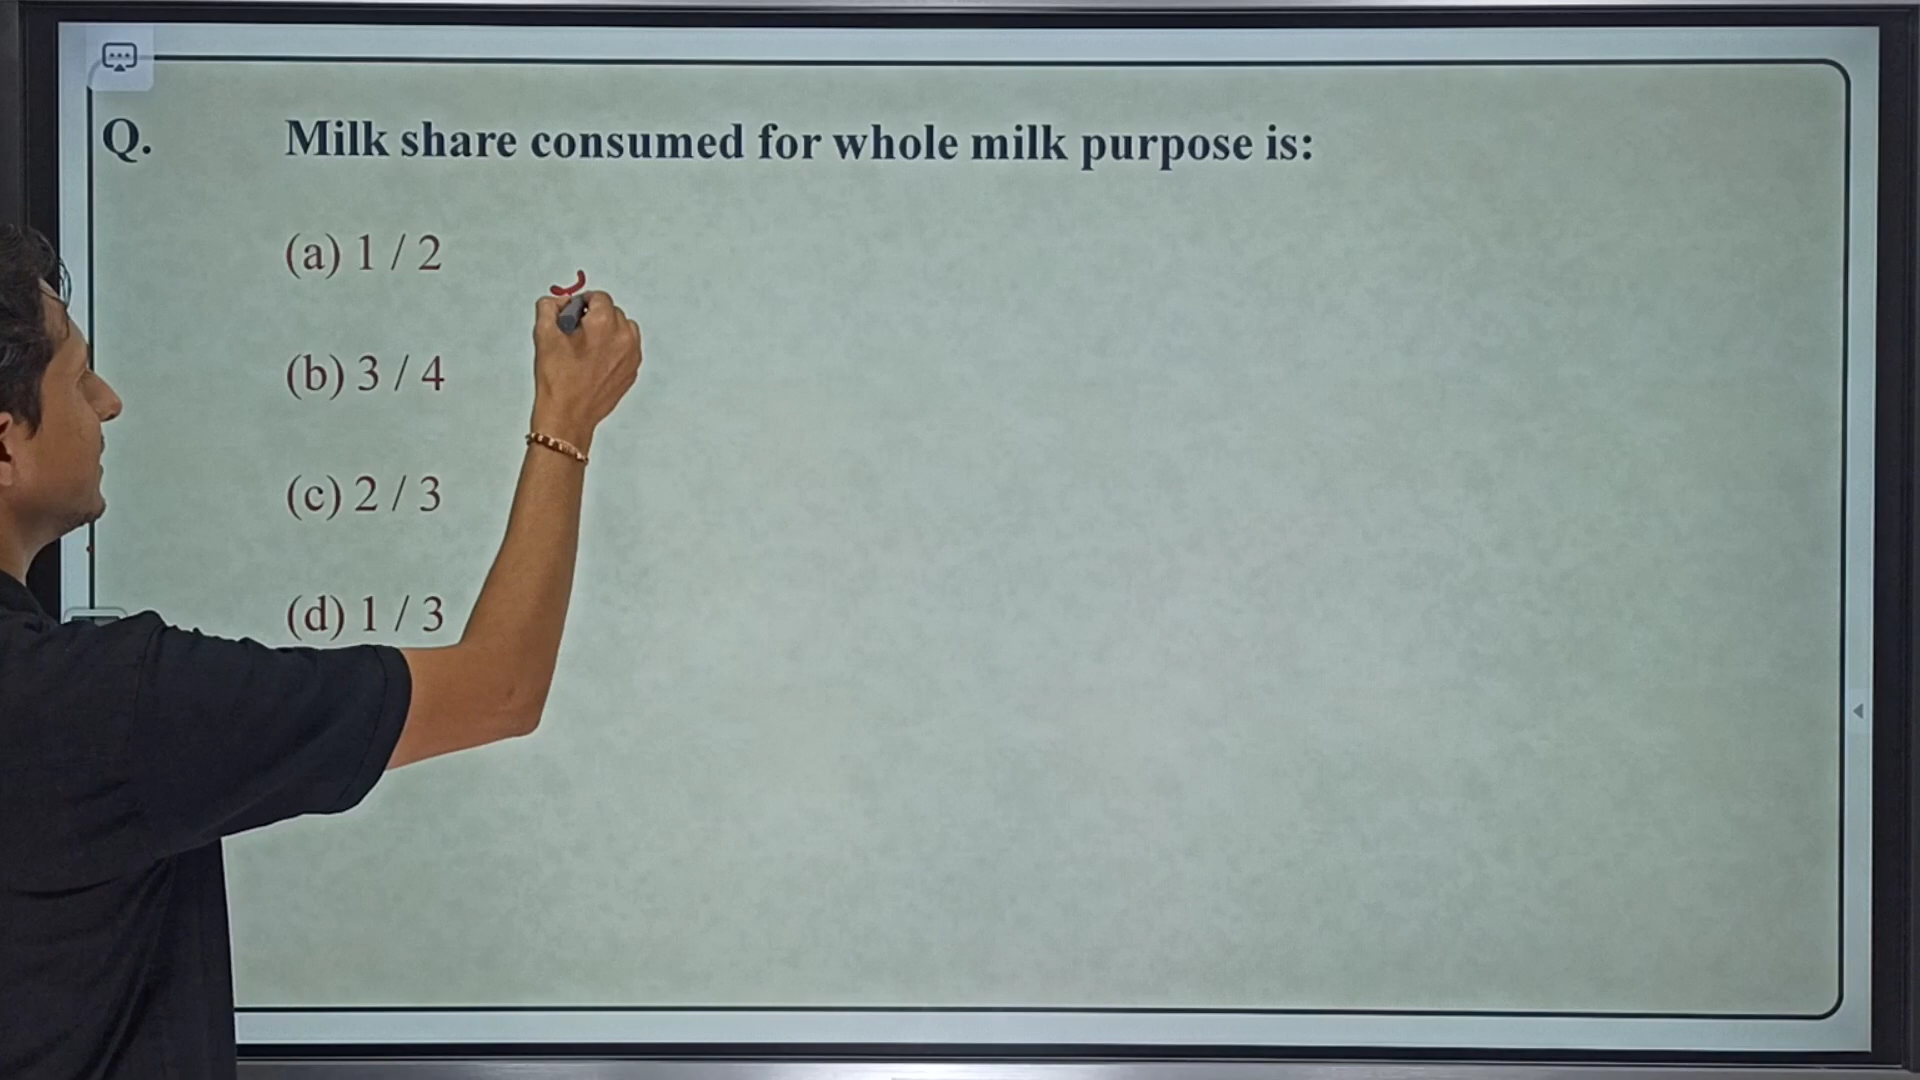 Q. Milk share consumed for whole milk purpose is:
(a) 1 / 2
(b) 3 / 4
(c) 2 / 3
(d) 1 / 3